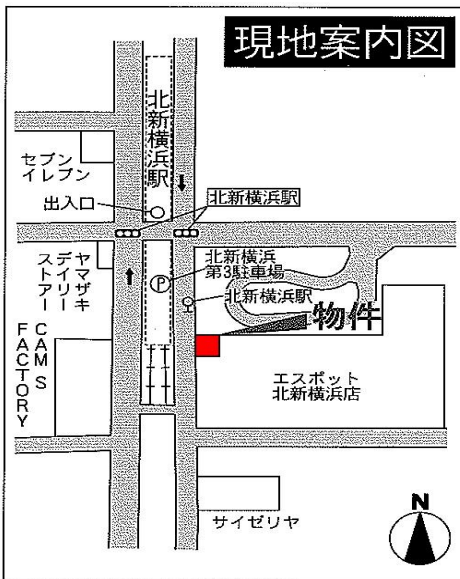 現地案内図
北新横浜駅
セブン
イレブン
出入口
北新横浜駅
ヤマザキ
デイリー
ストアー
北新横浜
第3駐車場
P
北新横浜駅
物件
CAM'S
FACTORY
エスポット
北新横浜店
サイゼリヤ
N